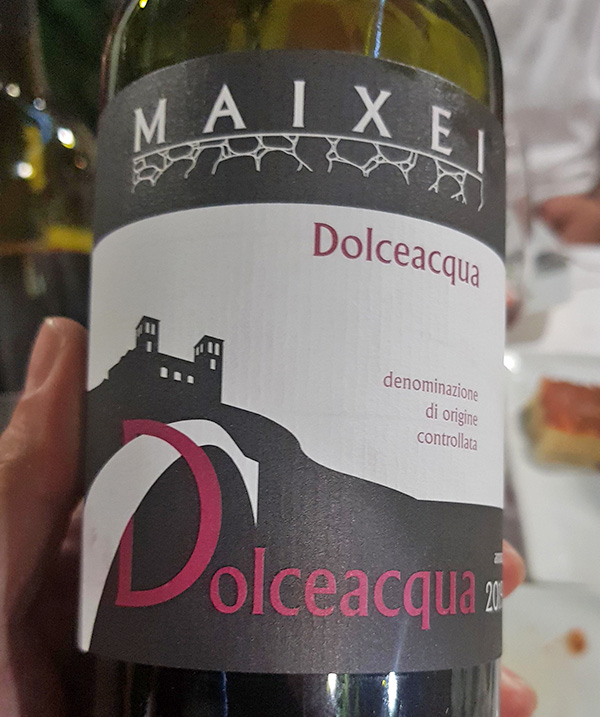 MAIXEI
Dolceacqua
denominazione
di origine
controllata
Dolceacqua